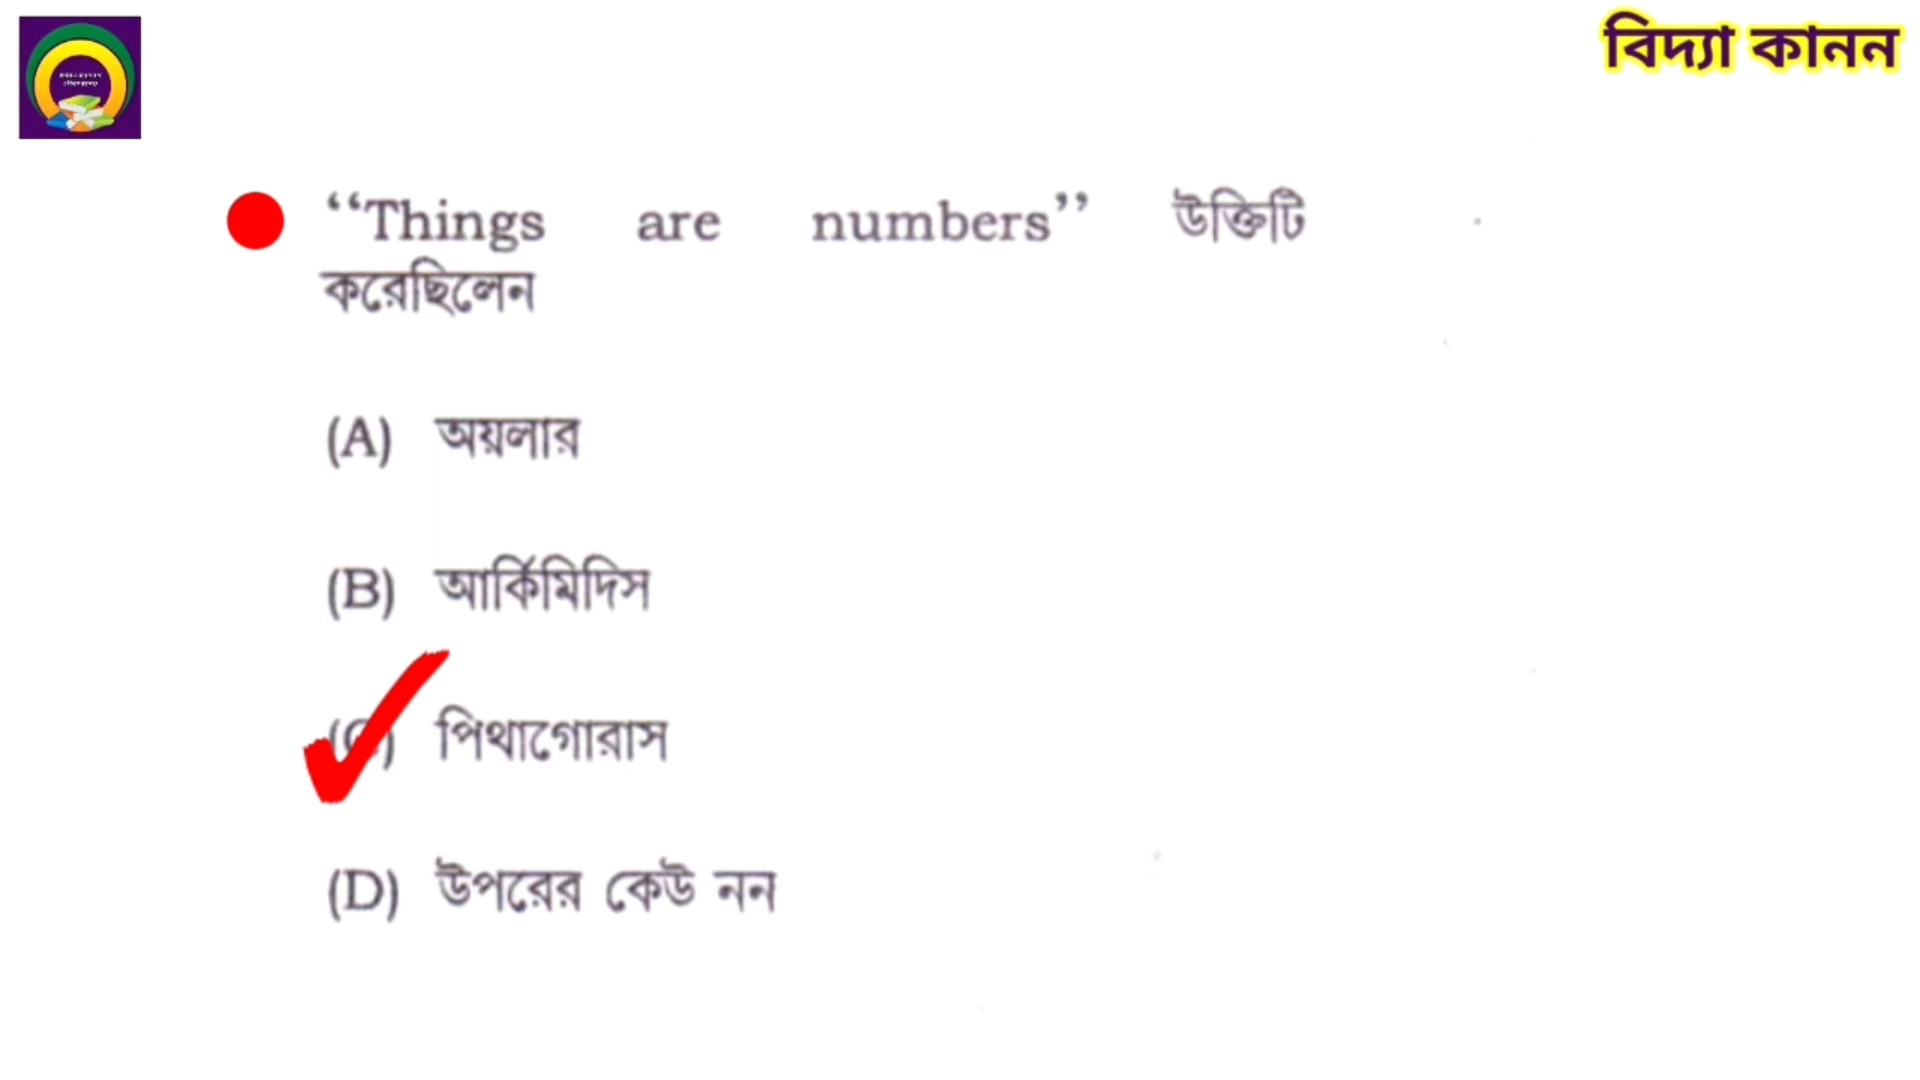 বিদ্যা কানন
‘‘Things are numbers’’ উক্তিটি
করেছিলেন
(A) অয়লার
(B) আর্কিমিদিস
(C) পিথাগোরাস
(D) উপরের কেউ নন